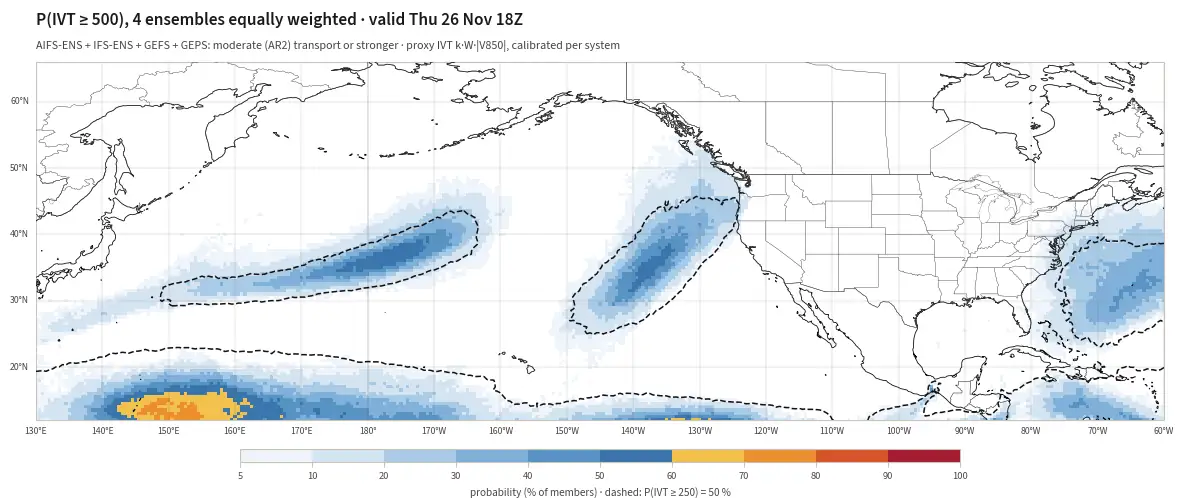 P(IVT ≥ 500), 4 ensembles equally weighted · valid Thu 26 Nov 18Z
AIFS-ENS + IFS-ENS + GEFS + GEPS: moderate (AR2) transport or stronger · proxy IVT k·W·|V850|, calibrated per system
60°N
50°N
40°N
30°N
20°N
130°E 140°E 150°E 160°E 170°E 180° 170°W 160°W 150°W 140°W 130°W 120°W 110°W 100°W 90°W 80°W 70°W 60°W
5 10 20 30 40 50 60 70 80 90 100
probability (% of members) · dashed: P(IVT ≥ 250) = 50 %